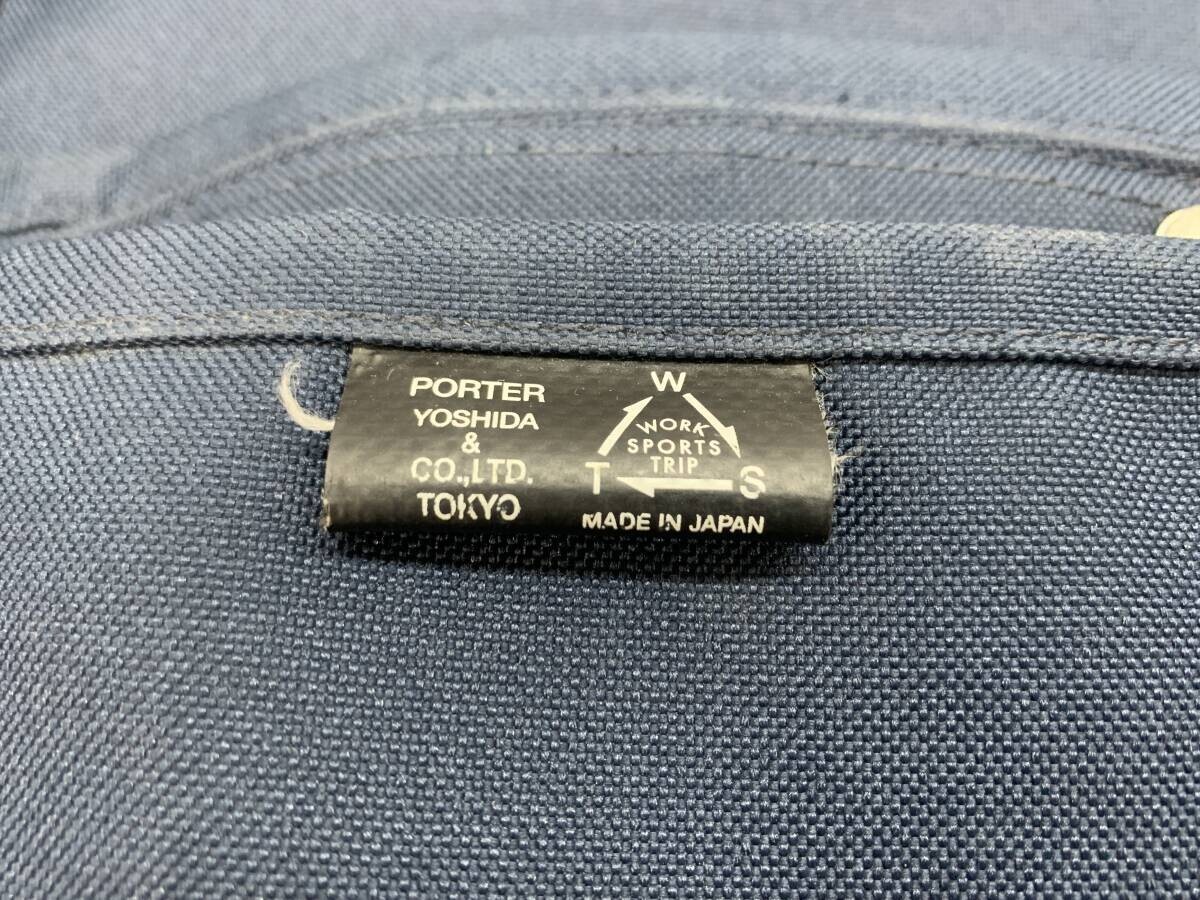 PORTER
YOSHIDA
&
CO.,LTD.
TOKYO
W
WORK
SPORTS
TRIP
T S
MADE IN JAPAN